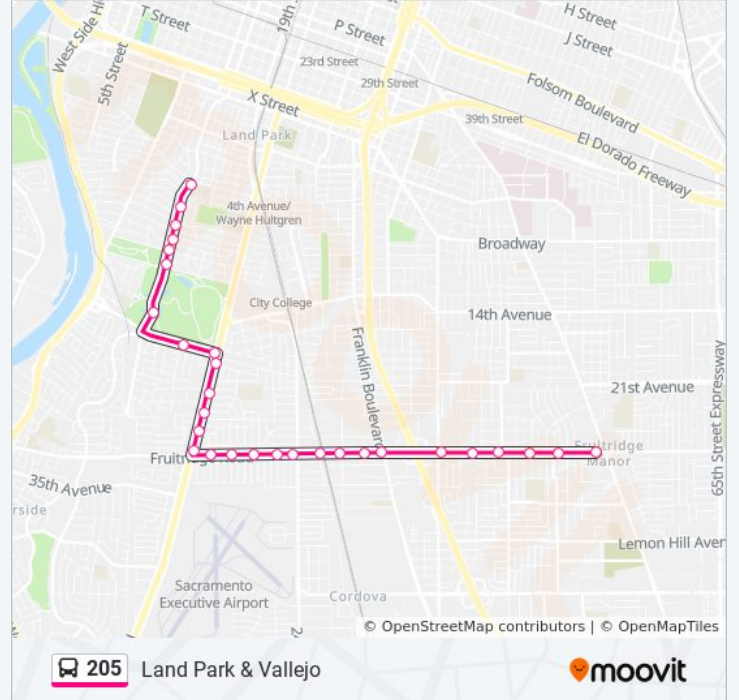 T Street
19th
H Street
J Street
P Street
West Side Hi
5th Street
23rd Street
29th Street
Folsom Boulevard
X Street
39th Street
Land Park
El Dorado Freeway
4th Avenue/
Wayne Hultgren
Broadway
City College
14th Avenue
Franklin Boulevard
21st Avenue
65th Street Expressway
Fruitridge Road
Fruitridge
Manor
35th Avenue
rside
Lemon Hill Aven
Sacramento
Executive Airport
Cordova
© OpenStreetMap contributors | © OpenMapTiles
205 Land Park & Vallejo
moovit